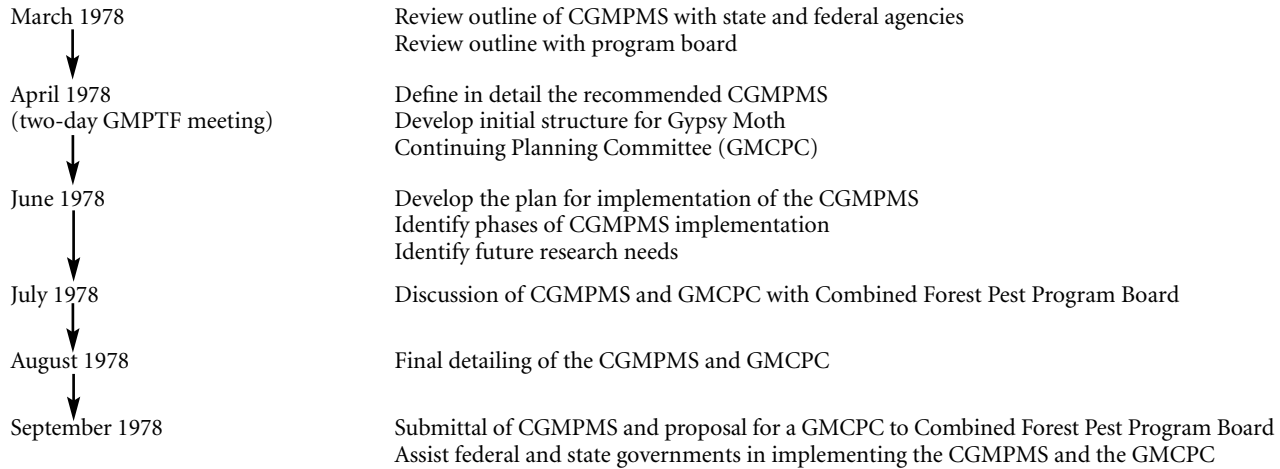 March 1978 Review outline of CGMPMS with state and federal agencies
Review outline with program board
April 1978 Define in detail the recommended CGMPMS
(two-day GMPTF meeting) Develop initial structure for Gypsy Moth
Continuing Planning Committee (GMCPC)
June 1978 Develop the plan for implementation of the CGMPMS
Identify phases of CGMPMS implementation
Identify future research needs
July 1978 Discussion of CGMPMS and GMCPC with Combined Forest Pest Program Board
August 1978 Final detailing of the CGMPMS and GMCPC
September 1978 Submittal of CGMPMS and proposal for a GMCPC to Combined Forest Pest Program Board
Assist federal and state governments in implementing the CGMPMS and the GMCPC